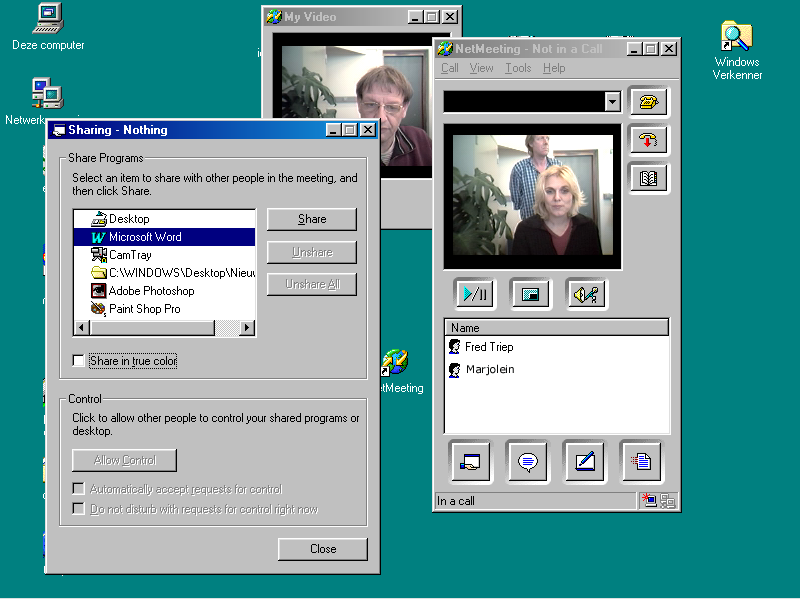 Deze computer
My Video
NetMeeting - Not in a Call
Call View Tools Help
Windows
Verkenner
Sharing - Nothing
Share Programs
Select an item to share with other people in the meeting, and
then click Share.
Desktop
Microsoft Word
CamTray
C:\WINDOWS\Desktop\Nieu
Adobe Photoshop
Paint Shop Pro
Share
Unshare
Unshare All
Share in true color
Control
Click to allow other people to control your shared programs or
desktop.
Allow Control
Automatically accept requests for control
Do not disturb with requests for control right now
Close
Name
Fred Triep
Marjolein
In a call